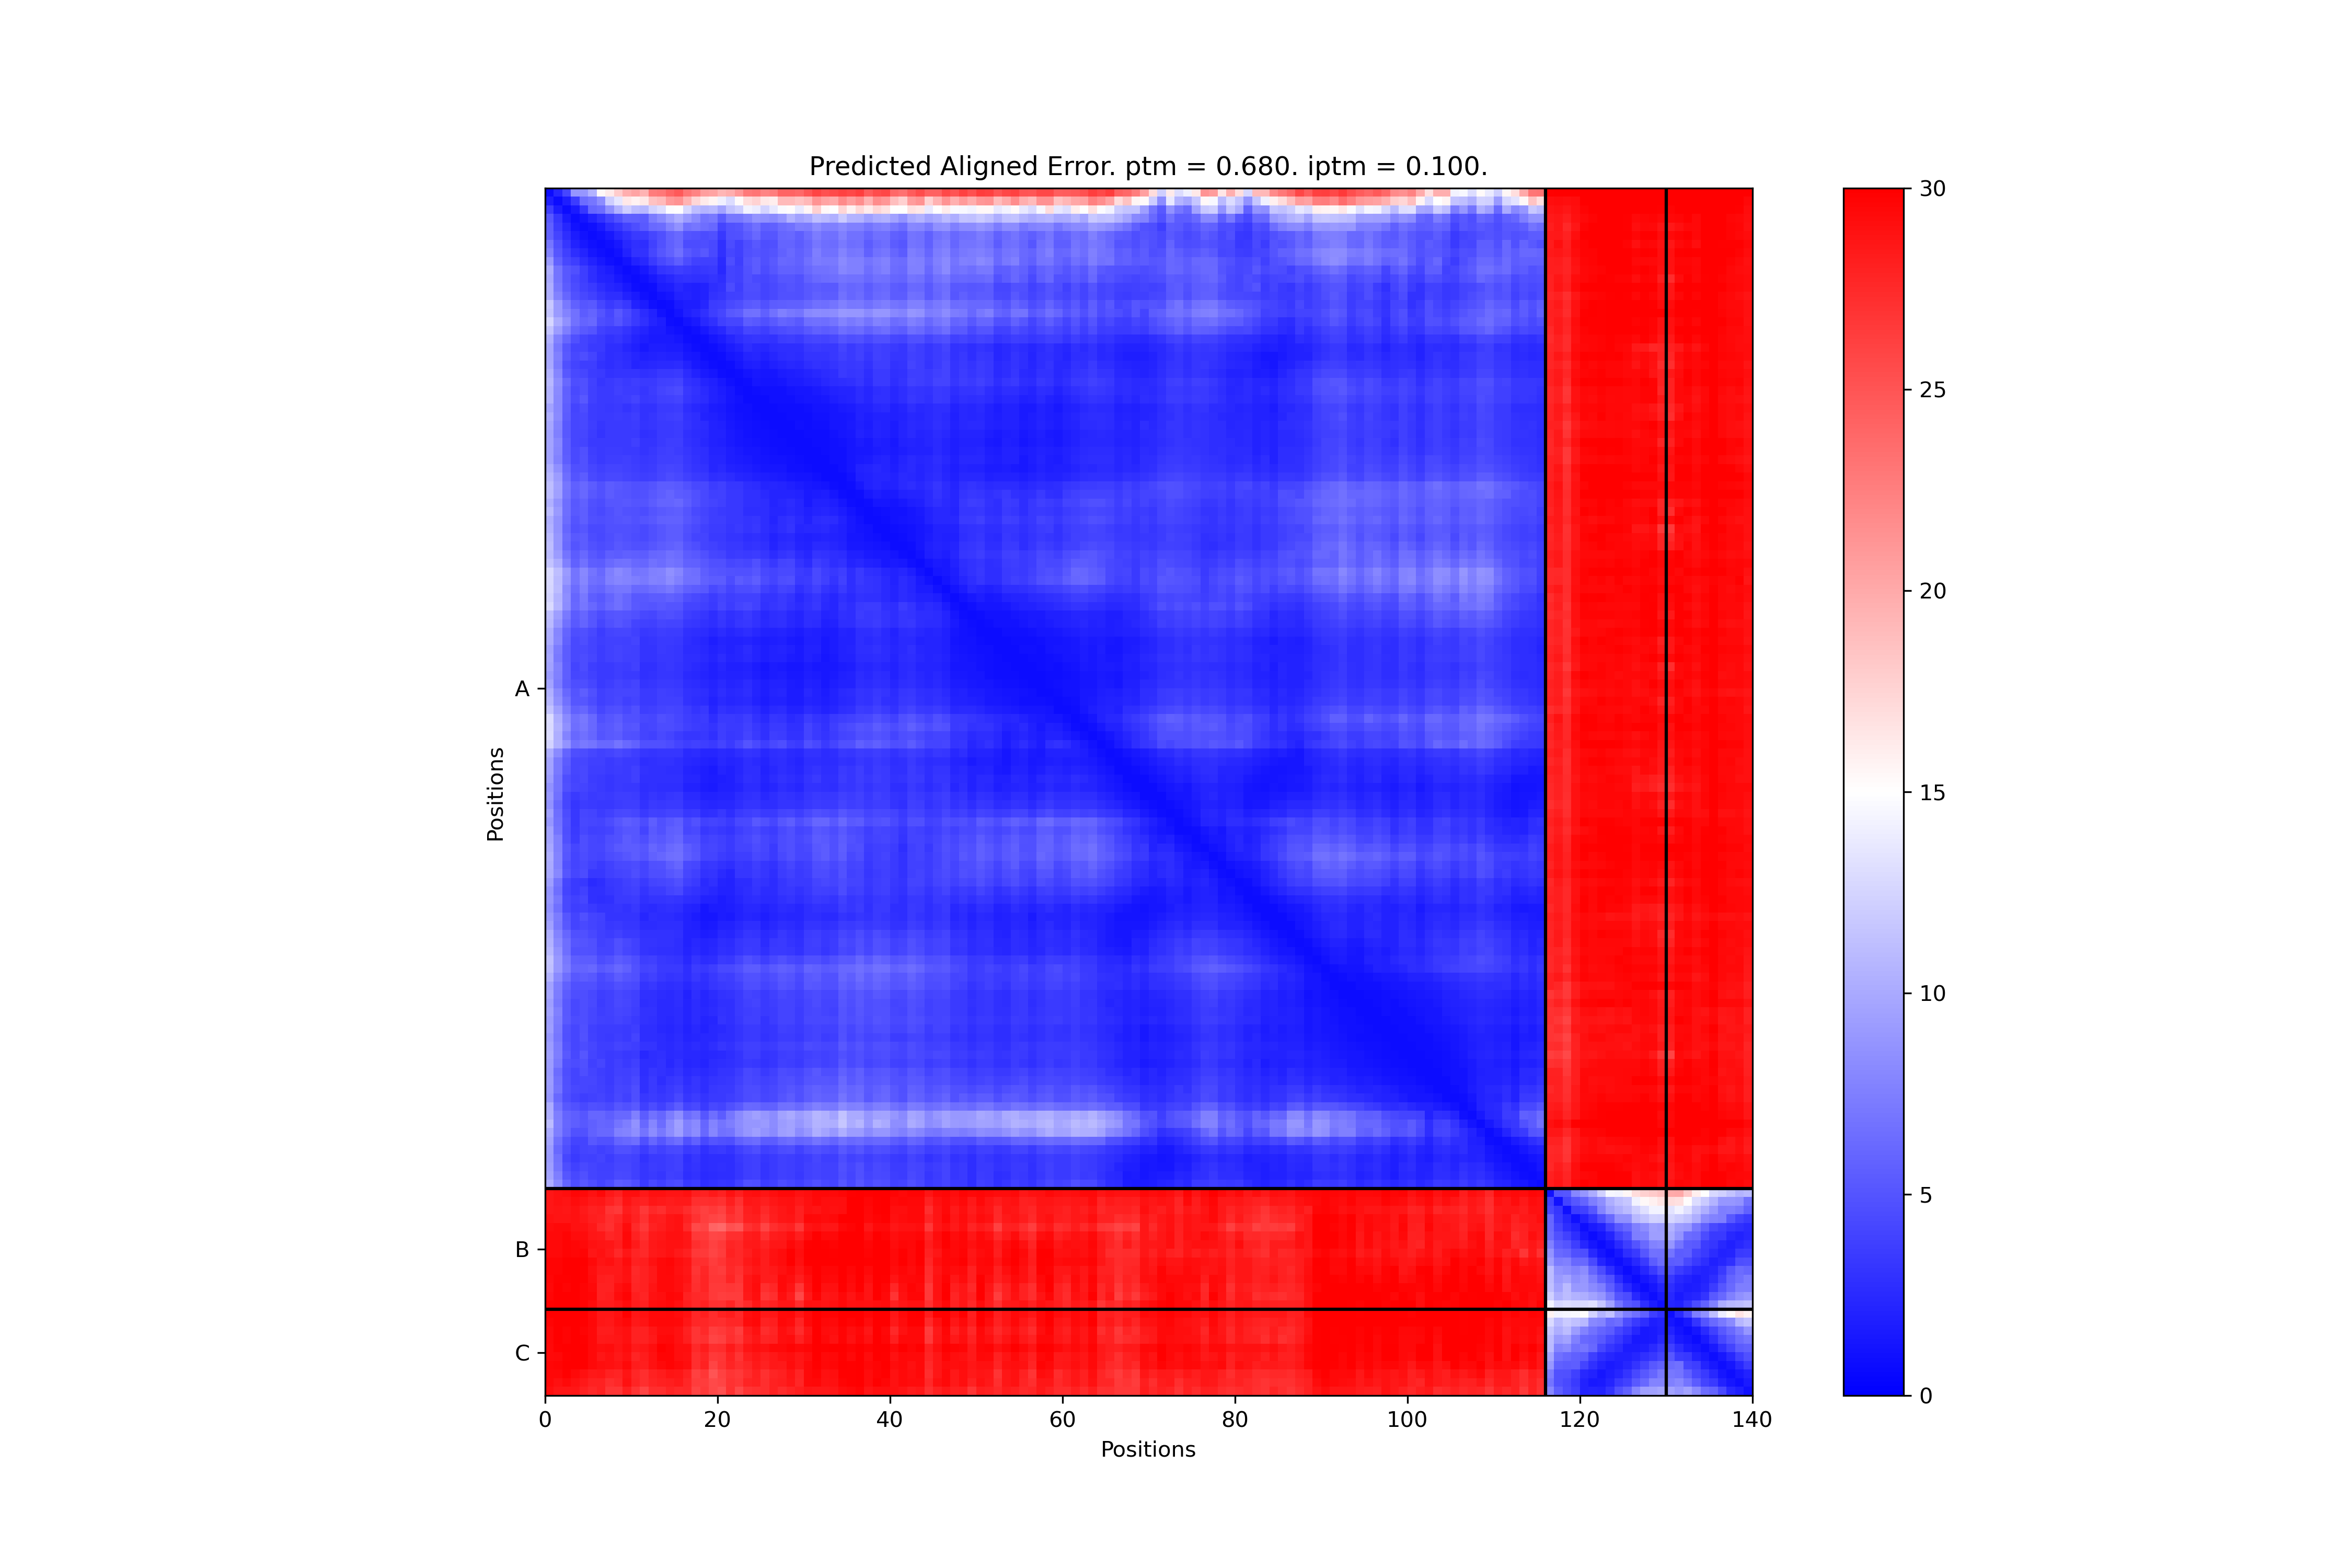 Predicted Aligned Error. ptm = 0.680. iptm = 0.100.
30
25
20
15
10
5
0
A
B
C
Positions
0 20 40 60 80 100 120 140
Positions